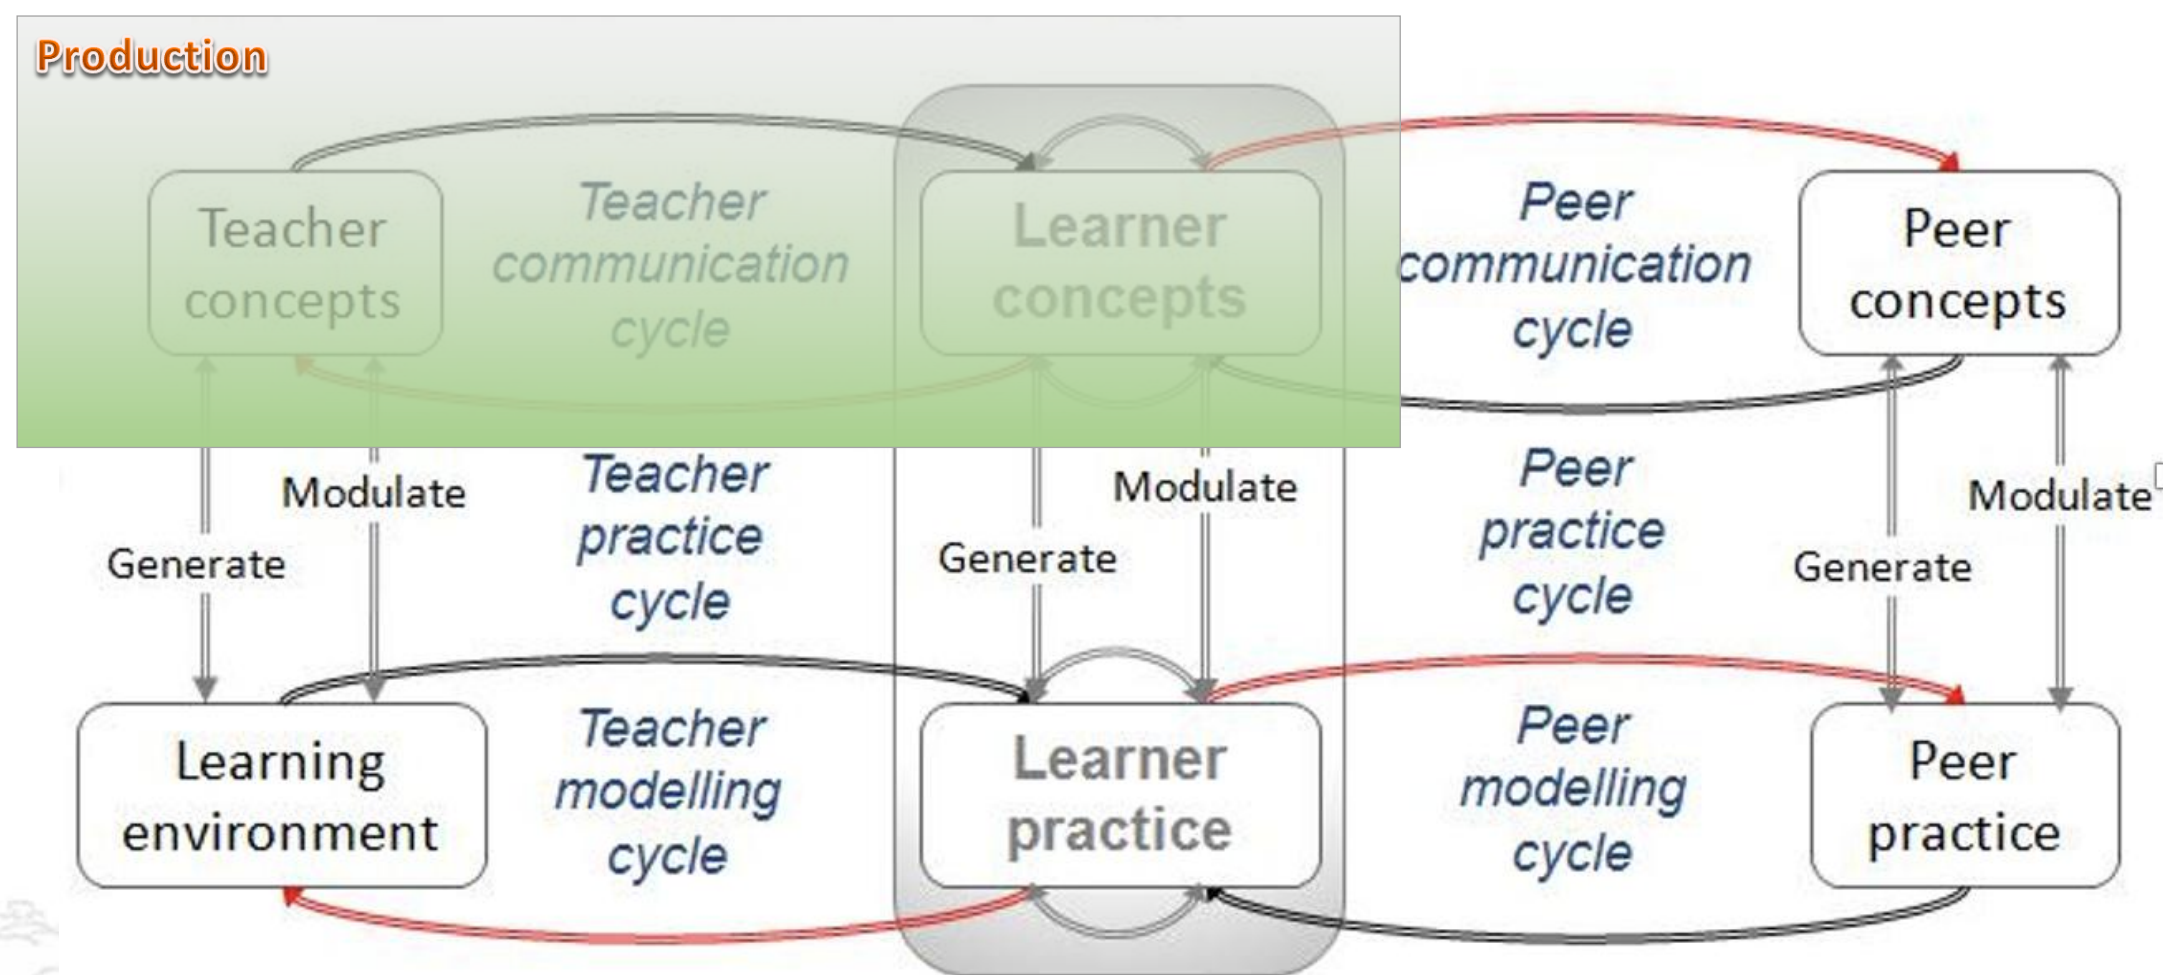 Production
Teacher
concepts
Teacher
communication
cycle
Learner
concepts
Peer
communication
cycle
Peer
concepts
Generate
Modulate
Teacher
practice
cycle
Generate
Modulate
Peer
practice
cycle
Generate
Modulate
Learning
environment
Teacher
modelling
cycle
Learner
practice
Peer
modelling
cycle
Peer
practice